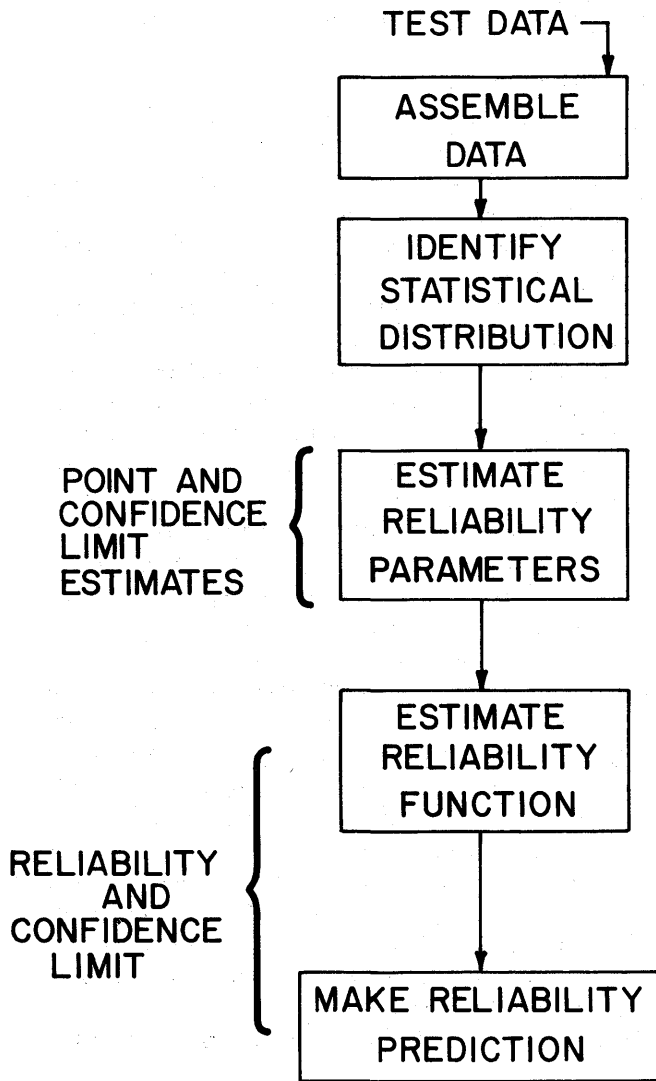 TEST DATA
ASSEMBLE
DATA
IDENTIFY
STATISTICAL
DISTRIBUTION
POINT AND
CONFIDENCE
LIMIT
ESTIMATES
ESTIMATE
RELIABILITY
PARAMETERS
ESTIMATE
RELIABILITY
FUNCTION
RELIABILITY
AND
CONFIDENCE
LIMIT
MAKE RELIABILITY
PREDICTION